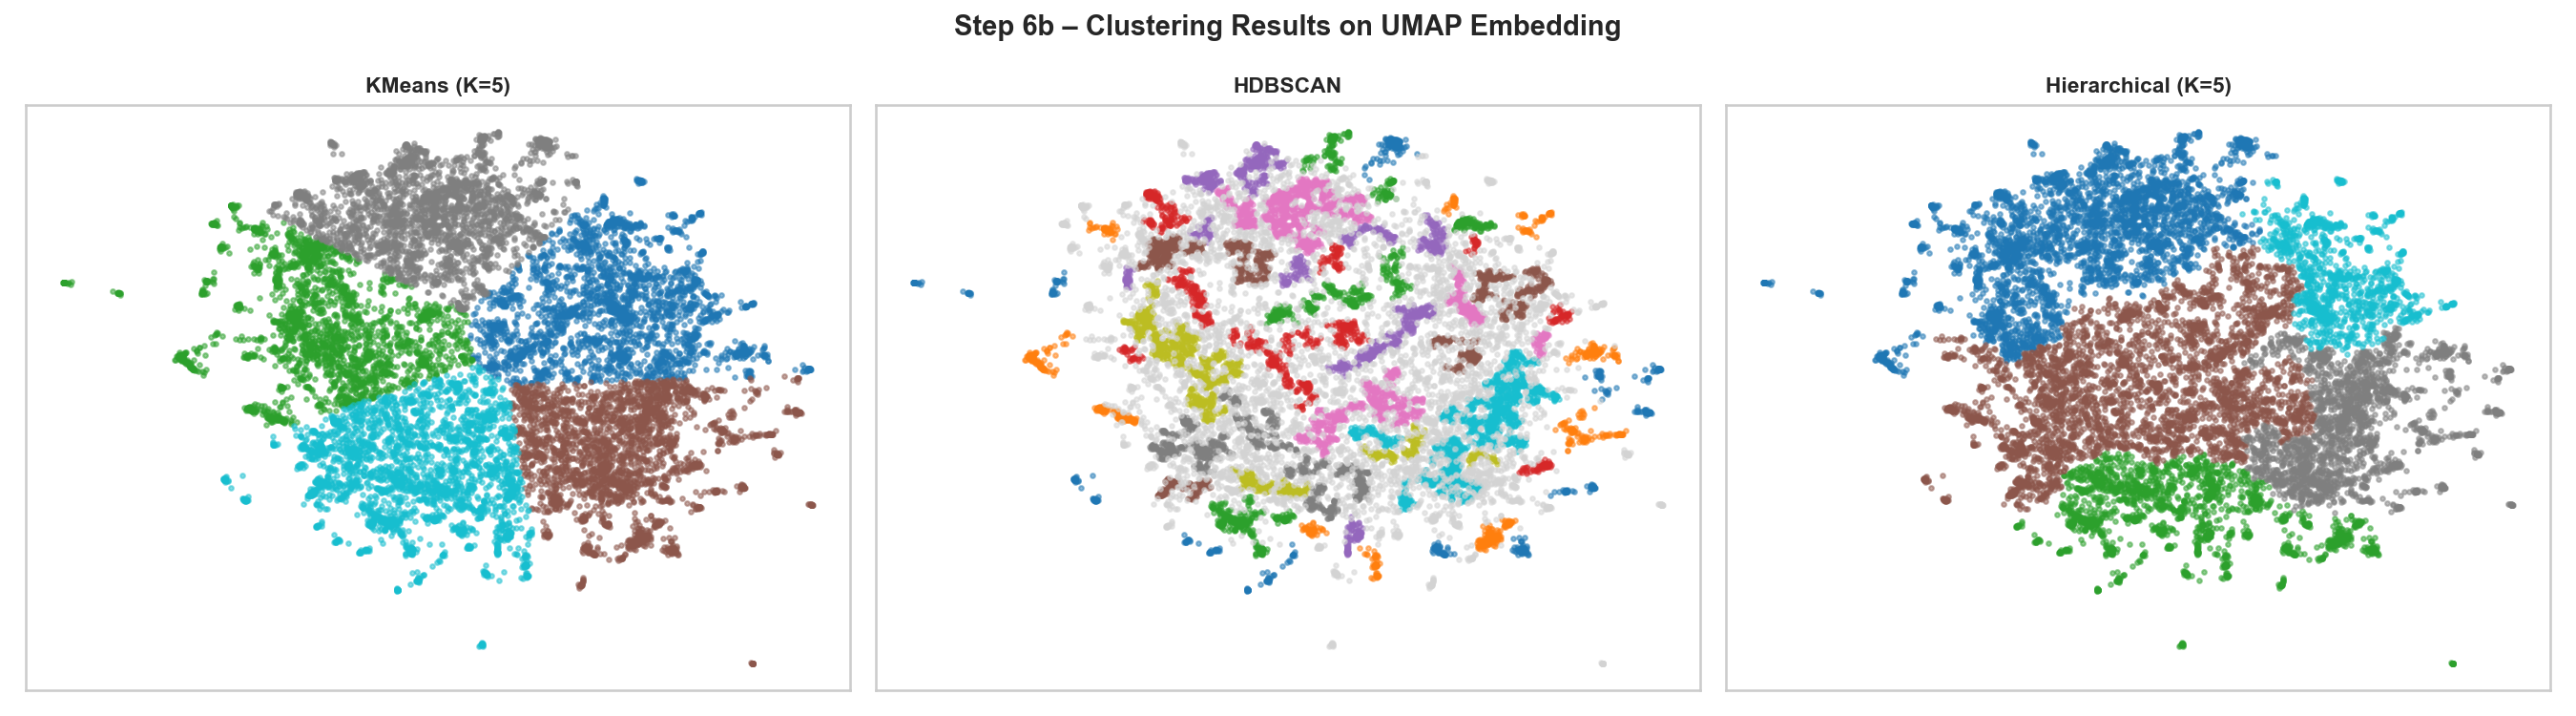 Step 6b – Clustering Results on UMAP Embedding
KMeans (K=5)
HDBSCAN
Hierarchical (K=5)